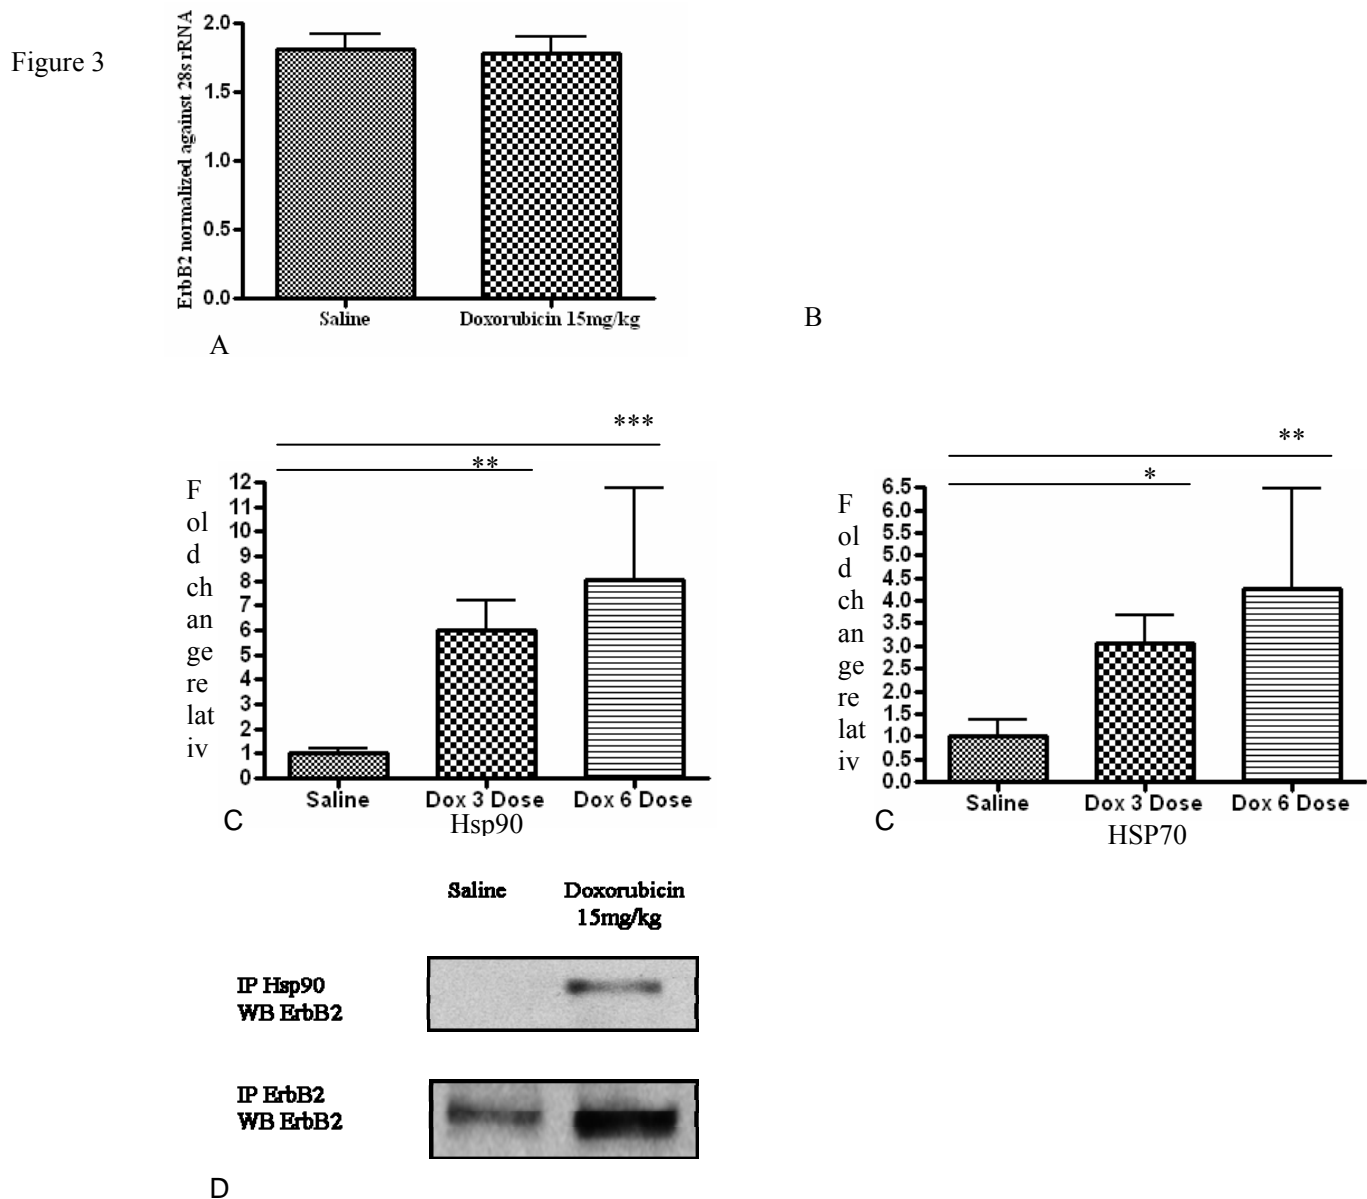 Figure 3
ErbB2 normalized against 28s rRNA
2.0
1.5
1.0
0.5
0.0
Saline Doxorubicin 15mg/kg
A
B
***
**
F
ol
d
ch
an
ge
re
lat
iv
12
11
10
9
8
7
6
5
4
3
2
1
0
Saline Dox 3 Dose Dox 6 Dose
C
Hsp90
**
*
F
ol
d
ch
an
ge
re
lat
iv
6.5
6.0
5.5
5.0
4.5
4.0
3.5
3.0
2.5
2.0
1.5
1.0
0.5
0.0
Saline Dox 3 Dose Dox 6 Dose
C
HSP70
Saline Doxorubicin
15mg/kg
IP Hsp90
WB ErbB2
IP ErbB2
WB ErbB2
D